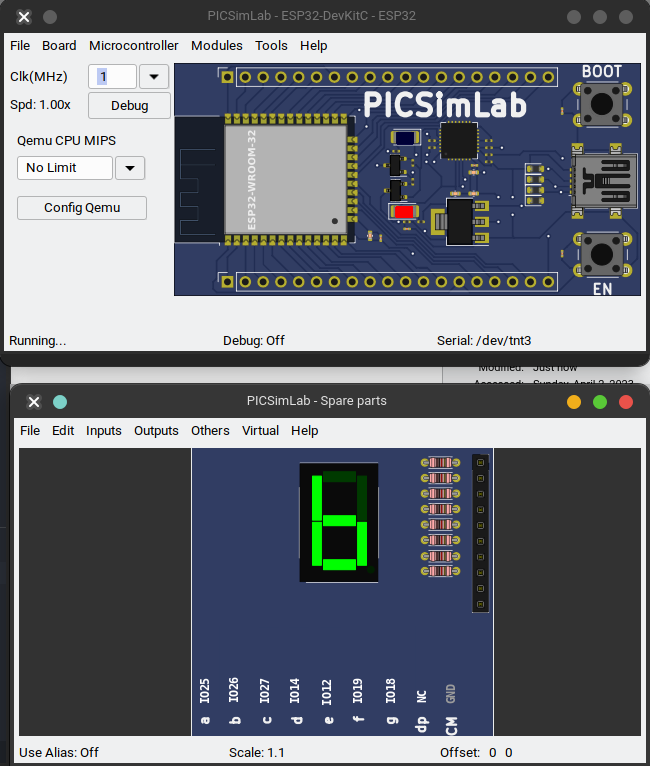 PICSimLab - ESP32-DevKitC - ESP32
File Board Microcontroller Modules Tools Help
Clk(MHz) 1
Spd: 1.00x Debug
Qemu CPU MIPS
No Limit
Config Qemu
BOOT
PICSimLab
ESP32-WROOM-32
EN
Running... Debug: Off Serial: /dev/tnt3
Modified: Just now
Accessed: Sunday, April 2, 2023
PICSimLab - Spare parts
File Edit Inputs Outputs Others Virtual Help
a IO25
b IO26
c IO27
d IO14
e IO12
f IO19
g IO18
dp NC
CM GND
Use Alias: Off Scale: 1.1 Offset: 0 0